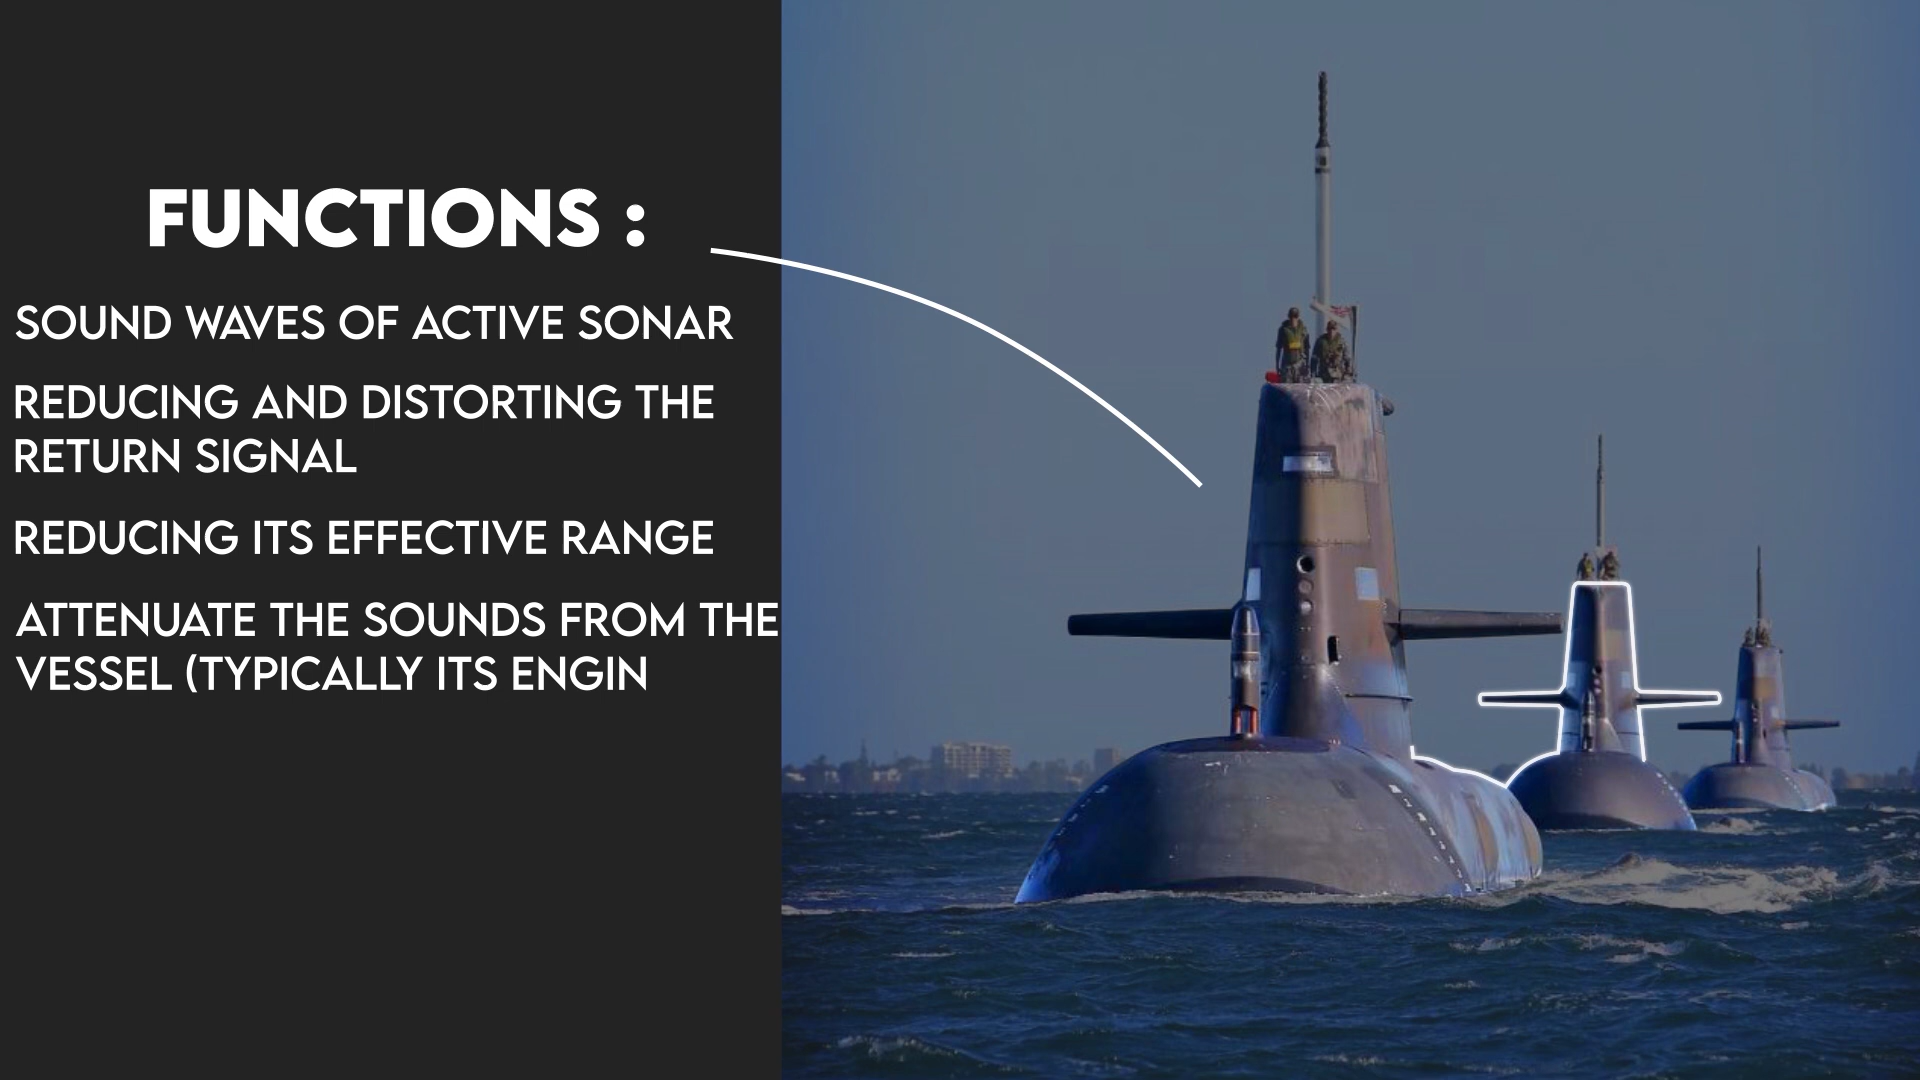 FUNCTIONS :
SOUND WAVES OF ACTIVE SONAR
REDUCING AND DISTORTING THE
RETURN SIGNAL
REDUCING ITS EFFECTIVE RANGE
ATTENUATE THE SOUNDS FROM THE
VESSEL (TYPICALLY ITS ENGIN